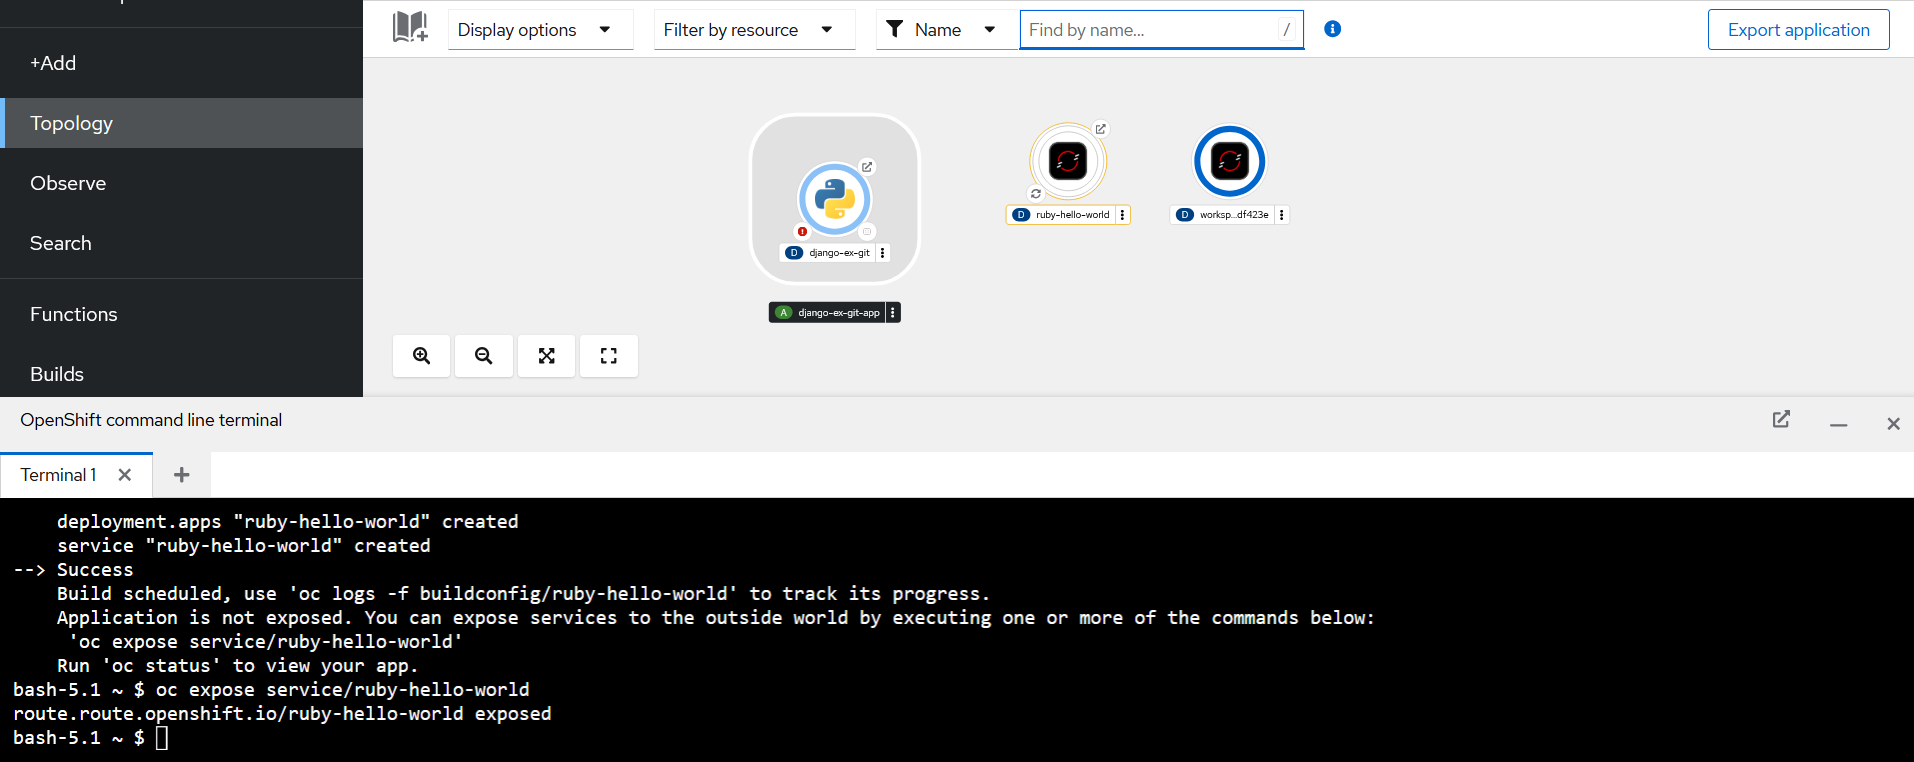 Display options
Filter by resource
Name
Find by name...
/
Export application
+Add
Topology
Observe
Search
Functions
Builds
D django-ex-git
A django-ex-git-app
D ruby-hello-world
D worksp...df423e
OpenShift command line terminal
Terminal 1
deployment.apps "ruby-hello-world" created
service "ruby-hello-world" created
--> Success
Build scheduled, use 'oc logs -f buildconfig/ruby-hello-world' to track its progress.
Application is not exposed. You can expose services to the outside world by executing one or more of the commands below:
'oc expose service/ruby-hello-world'
Run 'oc status' to view your app.
bash-5.1 ~ $ oc expose service/ruby-hello-world
route.route.openshift.io/ruby-hello-world exposed
bash-5.1 ~ $